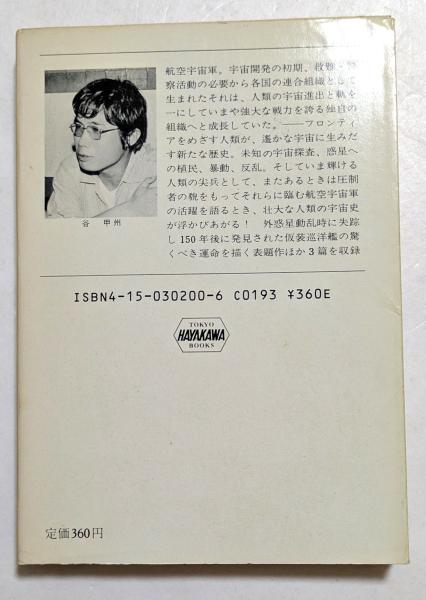 航空宇宙軍。宇宙開発の初期、救難・警
察活動の必要から各国の連合組織として
生まれたそれは、人類の宇宙進出と軌を
一にしていまや強大な戦力を誇る独自の
組織へと成長していた。──フロンティ
アをめざす人類が、遥かな宇宙に生みだ
す新たな歴史。未知の宇宙探査、惑星へ
の植民、暴動、反乱。そしていま輝ける
人類の尖兵として、またあるときは圧制
者の貌をもってそれらに臨む航空宇宙軍
の活躍を語るとき、壮大な人類の宇宙史
が浮かびあがる！ 外惑星動乱時に失踪
し150年後に発見された仮装巡洋艦の驚
くべき運命を描く表題作ほか3篇を収録
谷 甲州
ISBN4-15-030200-6 C0193 ¥360E
TOKYO
HAYAKAWA
BOOKS
定価360円